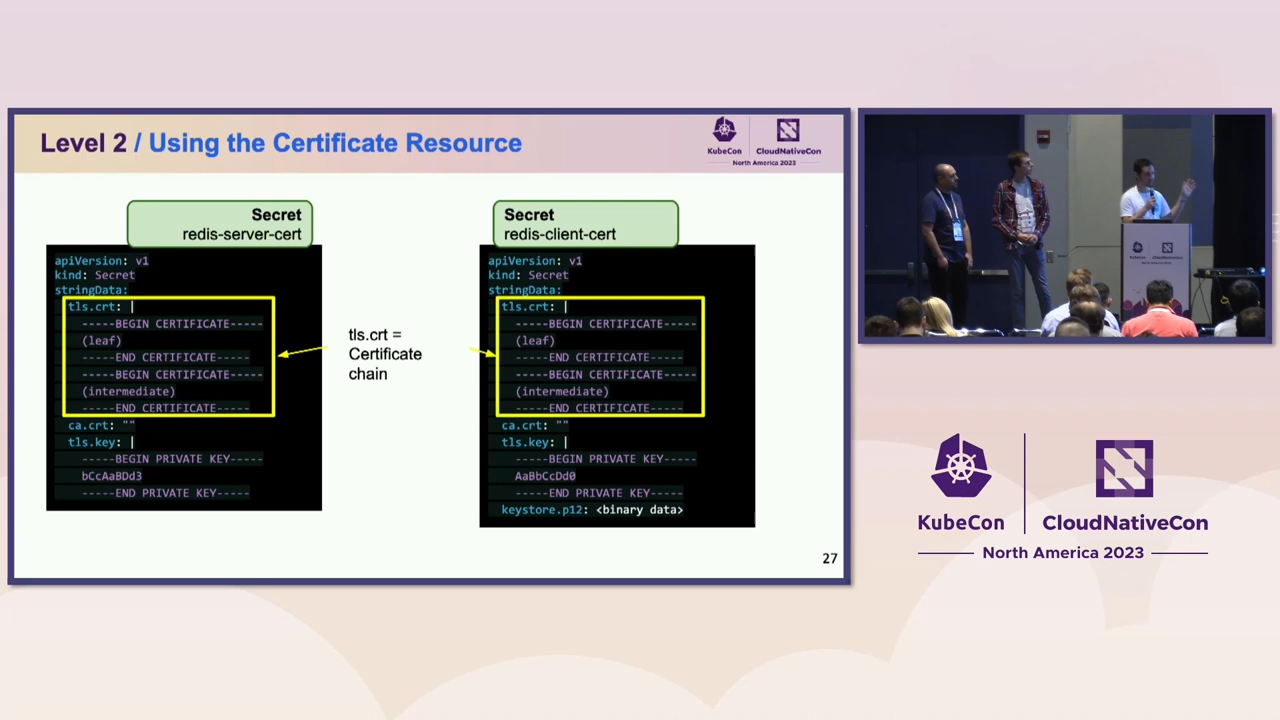 Level 2 / Using the Certificate Resource
KubeCon
CloudNativeCon
North America 2023
Secret
redis-server-cert
apiVersion: v1
kind: Secret
stringData:
tls.crt: |
-----BEGIN CERTIFICATE-----
(leaf)
-----END CERTIFICATE-----
-----BEGIN CERTIFICATE-----
(intermediate)
-----END CERTIFICATE-----
ca.crt: ""
tls.key: |
-----BEGIN PRIVATE KEY-----
bCcAaBDd3
-----END PRIVATE KEY-----
tls.crt =
Certificate
chain
Secret
redis-client-cert
apiVersion: v1
kind: Secret
stringData:
tls.crt: |
-----BEGIN CERTIFICATE-----
(leaf)
-----END CERTIFICATE-----
-----BEGIN CERTIFICATE-----
(intermediate)
-----END CERTIFICATE-----
ca.crt: ""
tls.key: |
-----BEGIN PRIVATE KEY-----
AaBbCcDd0
-----END PRIVATE KEY-----
keystore.p12: <binary data>
27
KubeCon
CloudNativeCon
North America 2023